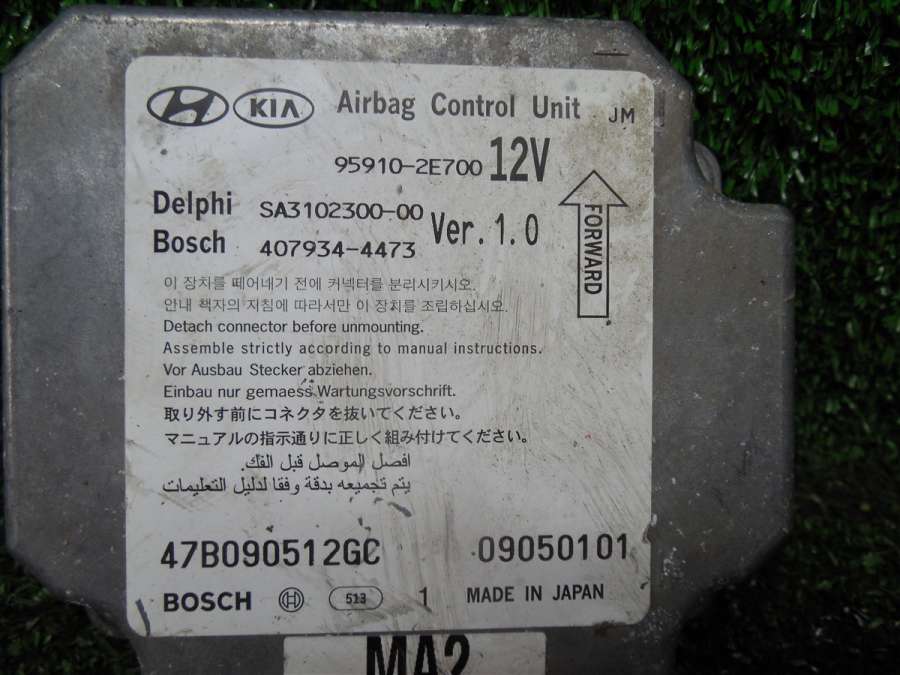 KIA Airbag Control Unit JM
95910-2E700 12V
Delphi SA3102300-00
Bosch 407934-4473
Ver. 1.0
FORWARD
이 장치를 떼어네기 전에 커넥터를 분리시키시오.
안내 책자의 지침에 따라서만 이 장치를 조립하십시오.
Detach connector before unmounting.
Assemble strictly according to manual instructions.
Vor Ausbau Stecker abziehen.
Einbau nur gemaess Wartungsvorschrift.
取り外す前にコネクタを抜いてください。
マニュアルの指示通りに正しく組み付けてください。
افصل الموصل قبل الفك.
يتم تجميعه بدقة وفقا لدليل التعليمات
47B090512GC 09050101
BOSCH 513 1 MADE IN JAPAN
MA2